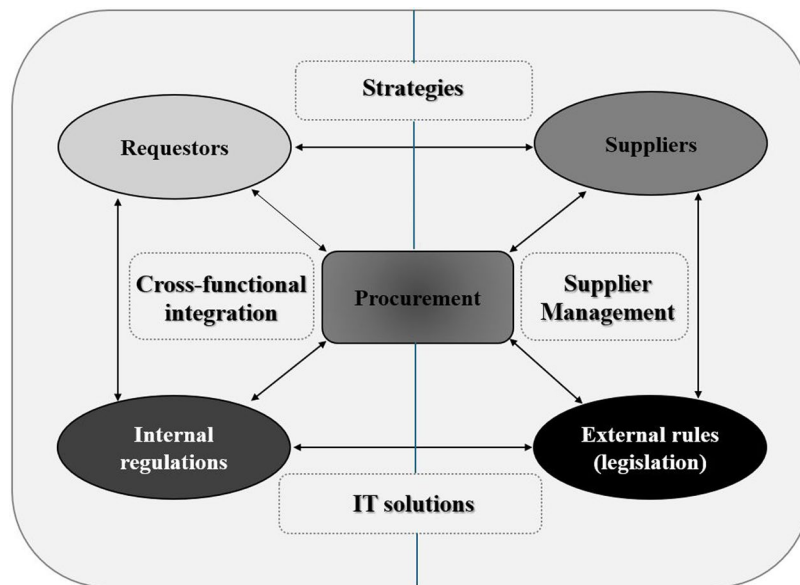 Strategies
Requestors
Suppliers
Cross-functional
integration
Procurement
Supplier
Management
Internal
regulations
External rules
(legislation)
IT solutions